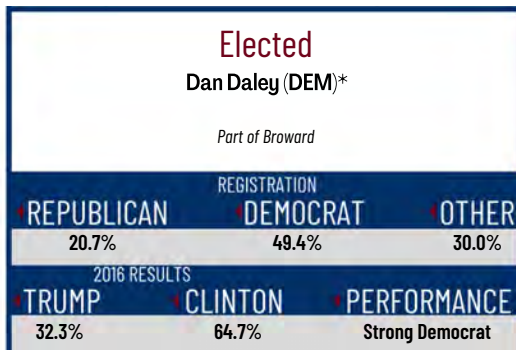 Elected
Dan Daley (DEM)*
Part of Broward
REGISTRATION
REPUBLICAN DEMOCRAT OTHER
20.7% 49.4% 30.0%
2016 RESULTS
TRUMP CLINTON PERFORMANCE
32.3% 64.7% Strong Democrat